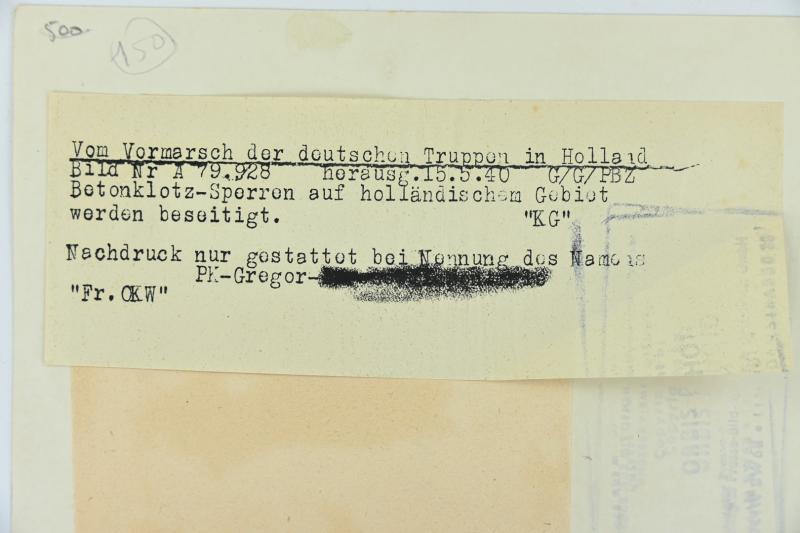 500
150
Vom Vormarsch der deutschen Truppen in Holland
Bild Nr A 79.928 herausg.15.5.40 G/G/PBZ
Betonklotz-Sperren auf holländischem Gebiet
werden beseitigt. "KG"
Nachdruck nur gestattet bei Nennung des Namens
PK-Gregor-
"Fr.OKW"